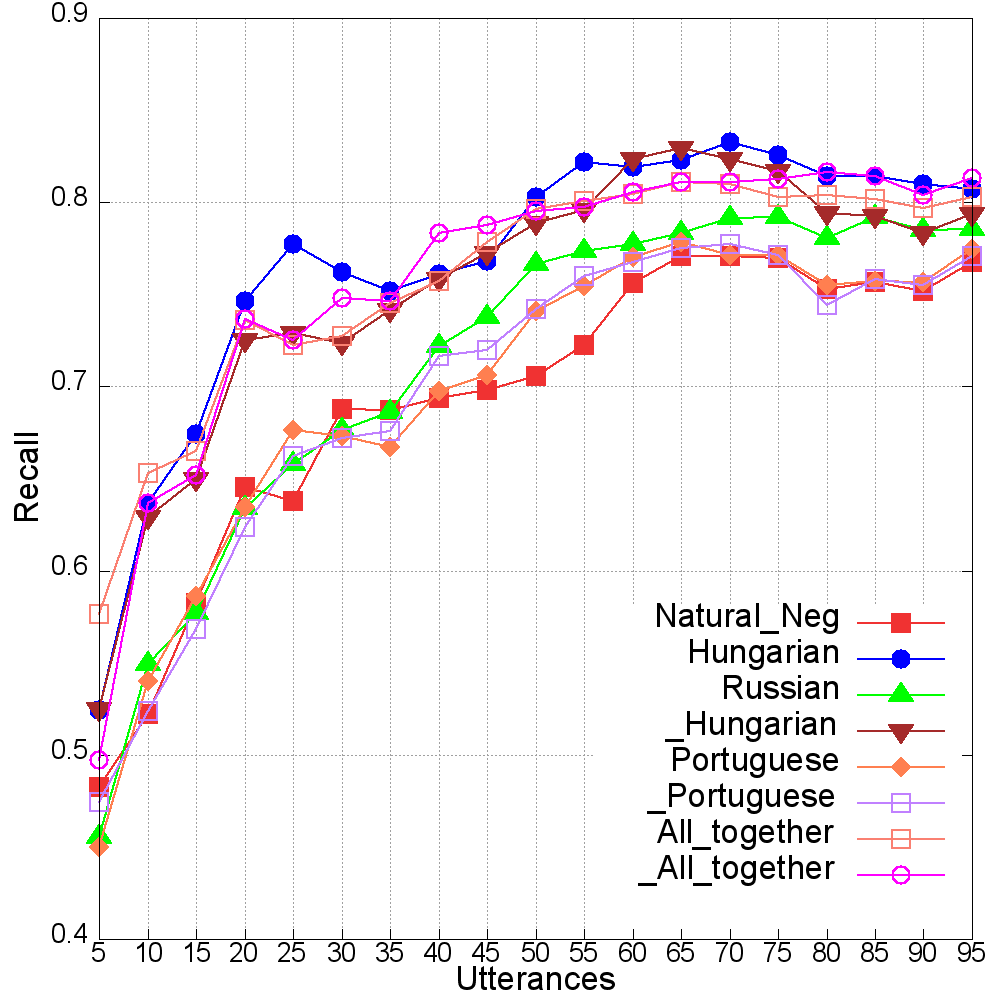 0.9
0.8
0.7
0.6
0.5
0.4
Recall
Natural_Neg
Hungarian
Russian
_Hungarian
Portuguese
_Portuguese
All_together
_All_together
5 10 15 20 25 30 35 40 45 50 55 60 65 70 75 80 85 90 95
Utterances